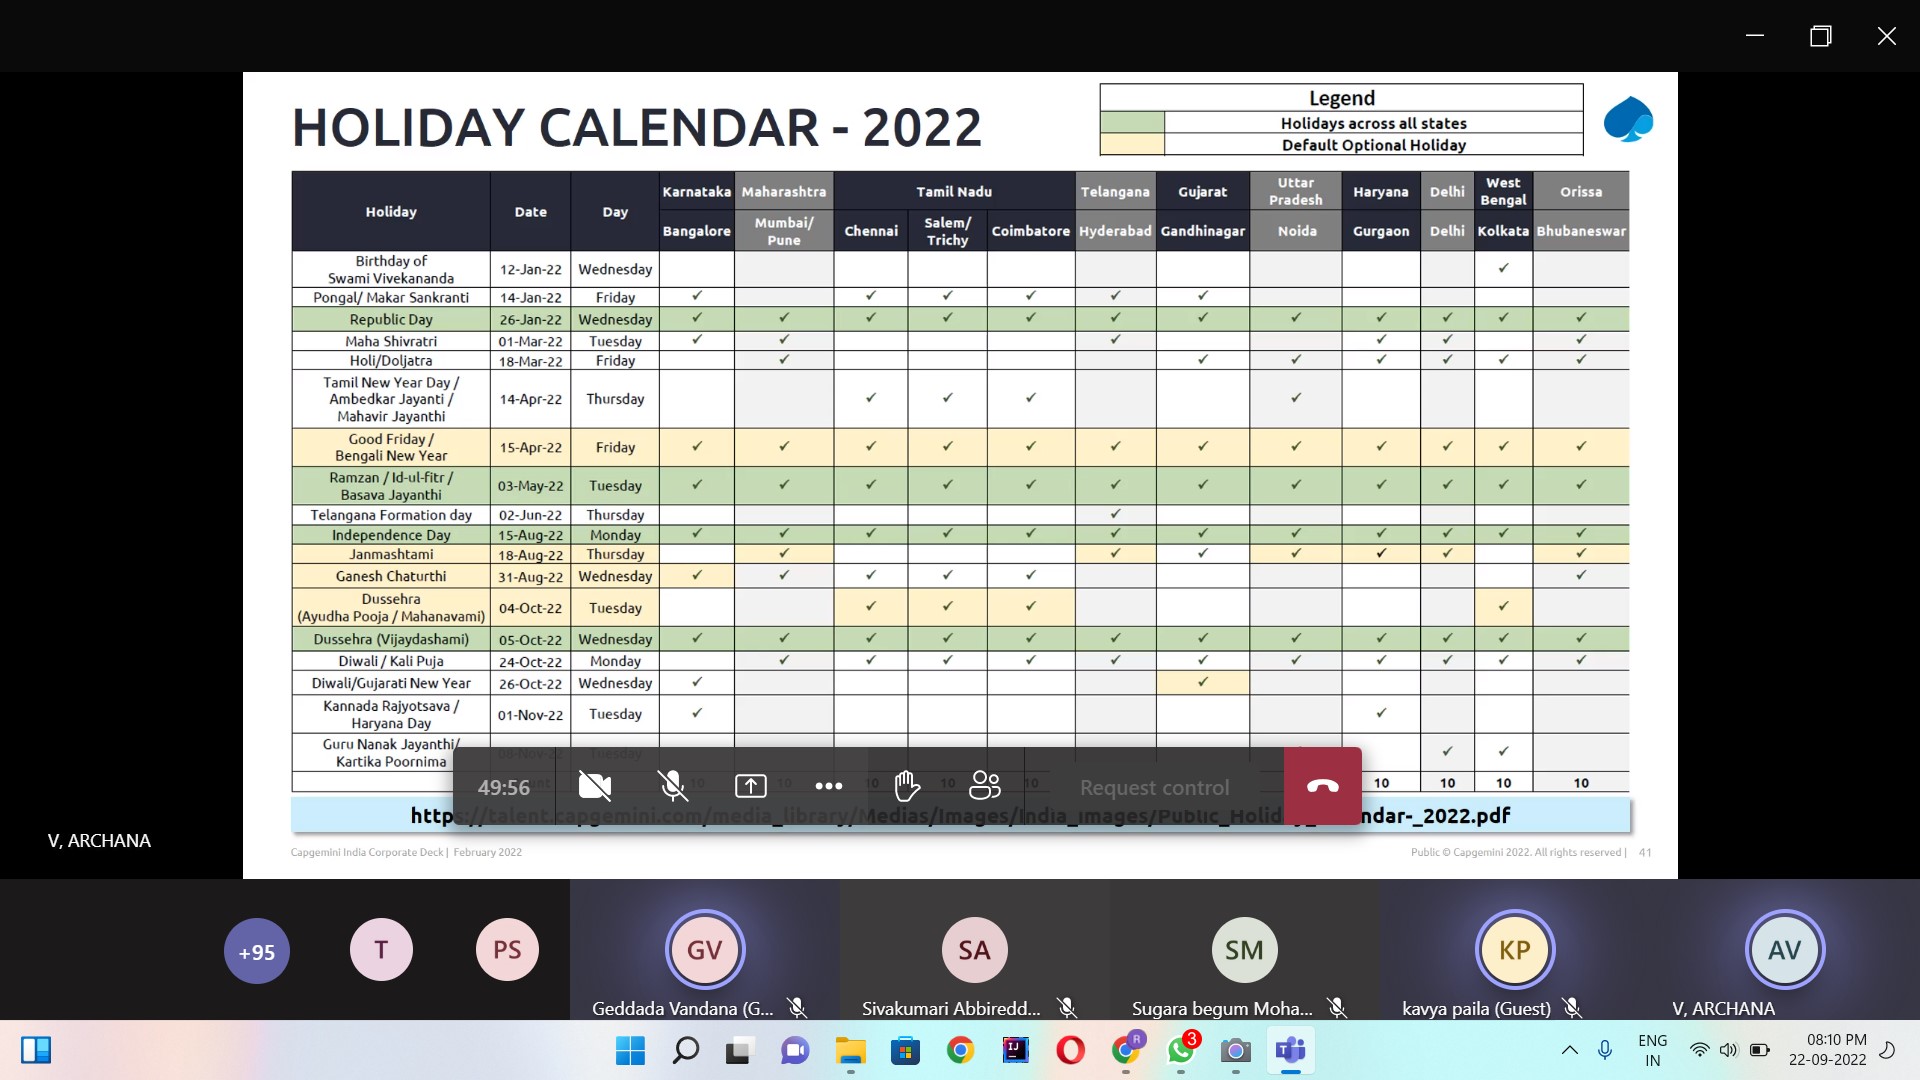 HOLIDAY CALENDAR - 2022
Legend
Holidays across all states
Default Optional Holiday
Holiday Date Day Karnataka Maharashtra Tamil Nadu Telangana Gujarat Uttar Pradesh Haryana Delhi West Bengal Orissa
Bangalore Mumbai/ Pune Chennai Salem/ Trichy Coimbatore Hyderabad Gandhinagar Noida Gurgaon Delhi Kolkata Bhubaneswar
Birthday of
Swami Vivekananda 12-Jan-22 Wednesday ✓
Pongal/ Makar Sankranti 14-Jan-22 Friday ✓ ✓ ✓ ✓ ✓ ✓
Republic Day 26-Jan-22 Wednesday ✓ ✓ ✓ ✓ ✓ ✓ ✓ ✓ ✓ ✓ ✓ ✓
Maha Shivratri 01-Mar-22 Tuesday ✓ ✓ ✓ ✓ ✓ ✓
Holi/Doljatra 18-Mar-22 Friday ✓ ✓ ✓ ✓ ✓ ✓ ✓
Tamil New Year Day /
Ambedkar Jayanti /
Mahavir Jayanthi 14-Apr-22 Thursday ✓ ✓ ✓ ✓
Good Friday /
Bengali New Year 15-Apr-22 Friday ✓ ✓ ✓ ✓ ✓ ✓ ✓ ✓ ✓ ✓ ✓ ✓
Ramzan / Id-ul-fitr /
Basava Jayanthi 03-May-22 Tuesday ✓ ✓ ✓ ✓ ✓ ✓ ✓ ✓ ✓ ✓ ✓ ✓
Telangana Formation day 02-Jun-22 Thursday ✓
Independence Day 15-Aug-22 Monday ✓ ✓ ✓ ✓ ✓ ✓ ✓ ✓ ✓ ✓ ✓ ✓
Janmashtami 18-Aug-22 Thursday ✓ ✓ ✓ ✓ ✓ ✓ ✓
Ganesh Chaturthi 31-Aug-22 Wednesday ✓ ✓ ✓ ✓ ✓ ✓
Dussehra
(Ayudha Pooja / Mahanavami) 04-Oct-22 Tuesday ✓ ✓ ✓ ✓
Dussehra (Vijaydashami) 05-Oct-22 Wednesday ✓ ✓ ✓ ✓ ✓ ✓ ✓ ✓ ✓ ✓ ✓ ✓
Diwali / Kali Puja 24-Oct-22 Monday ✓ ✓ ✓ ✓ ✓ ✓ ✓ ✓ ✓ ✓ ✓
Diwali/Gujarati New Year 26-Oct-22 Wednesday ✓ ✓
Kannada Rajyotsava /
Haryana Day 01-Nov-22 Tuesday ✓ ✓
Guru Nanak Jayanthi/
Kartika Poornima 08-Nov-22 Tuesday ✓ ✓
10 10 10 10 10 10 10 10
49:56
Request control
https://talent.capgemini.com/media_library/Medias/Images/India_Images/Public_Holiday ndar-_2022.pdf
V, ARCHANA
Capgemini India Corporate Deck | February 2022
Public © Capgemini 2022. All rights reserved | 41
+95 T PS GV SA SM KP AV
Geddada Vandana (G... Sivakumari Abbiredd... Sugara begum Moha... kavya paila (Guest) V, ARCHANA
IJ
R
3
T
ENG
IN
08:10 PM
22-09-2022